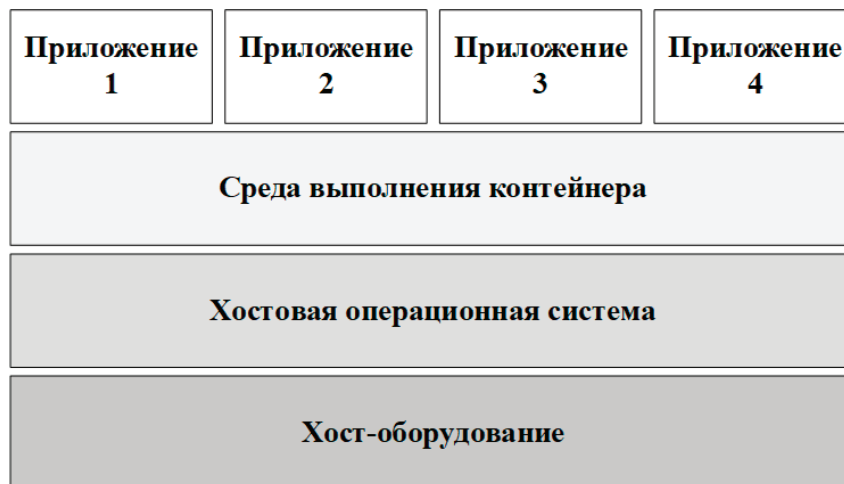 Приложение
1
Приложение
2
Приложение
3
Приложение
4
Среда выполнения контейнера
Хостовая операционная система
Хост-оборудование